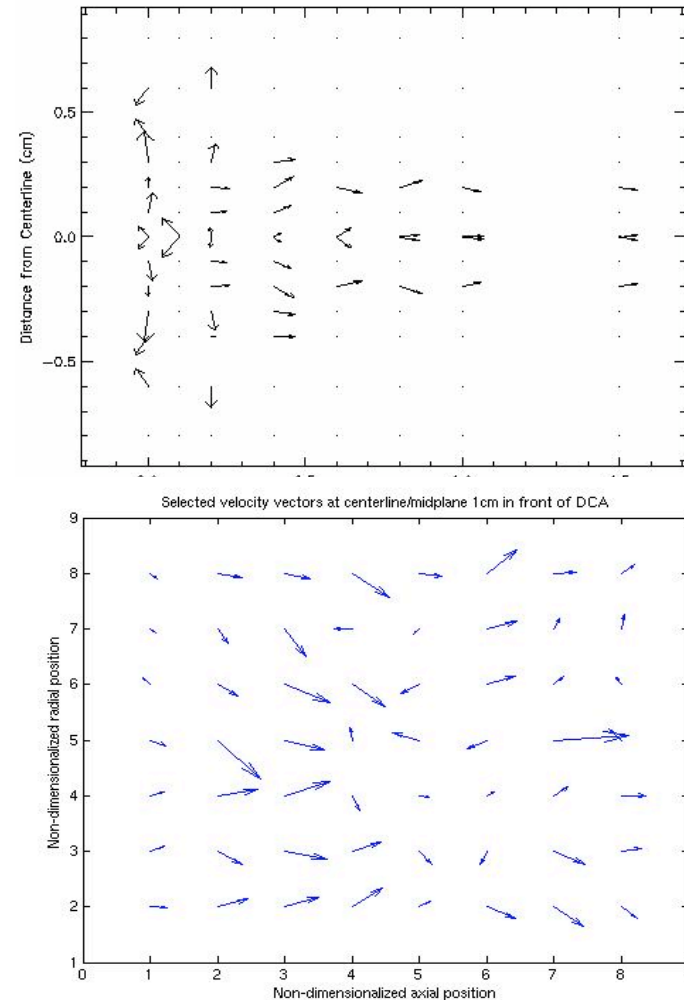 0.5
0.0
-0.5
Distance from Centerline (cm)
Selected velocity vectors at centerline/midplane 1cm in front of DCA
9
8
7
6
5
4
3
2
1
Non-dimensionalized radial position
0 1 2 3 4 5 6 7 8
Non-dimensionalized axial position